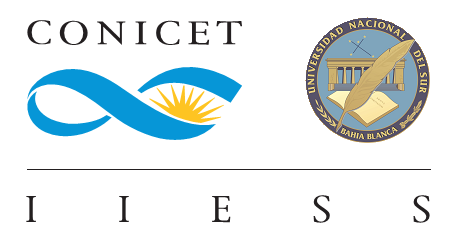 CONICET
UNIVERSIDAD NACIONAL DEL SUR
BAHIA BLANCA
I I E S S